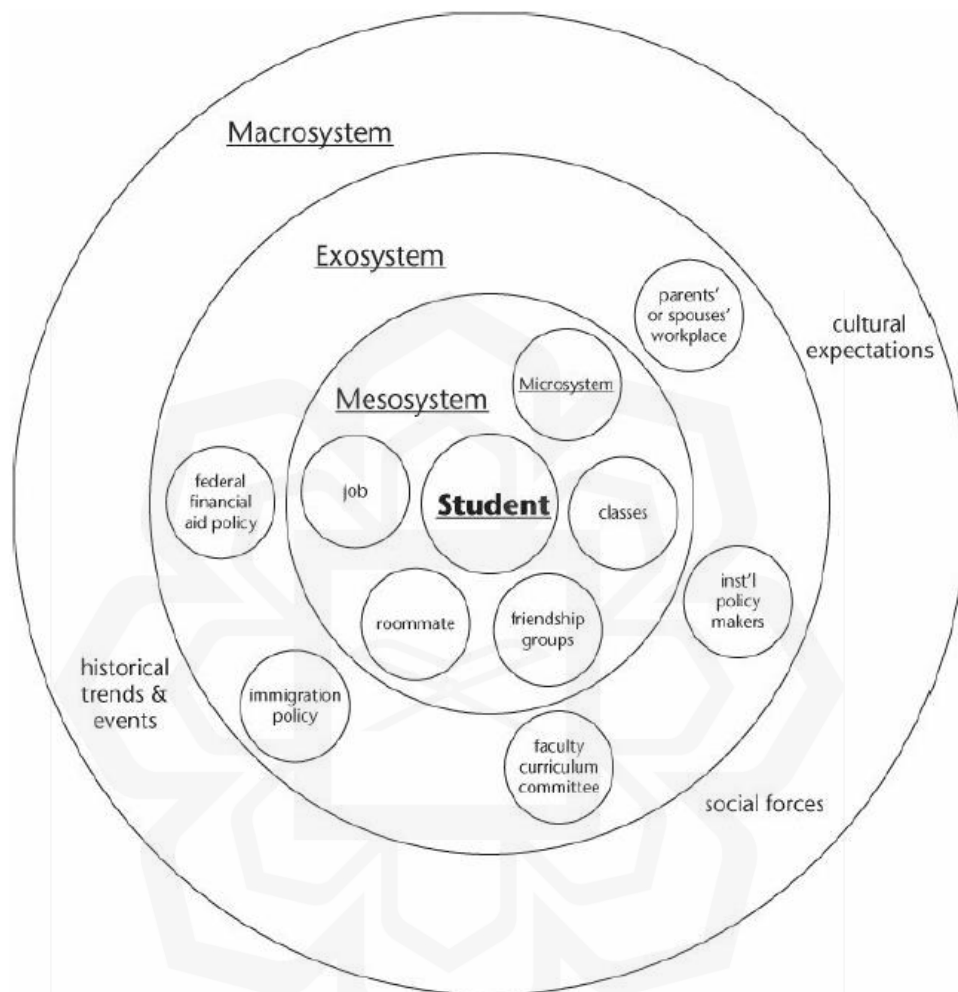 Macrosystem
Exosystem
parents'
or spouses'
workplace
cultural
expectations
Microsystem
Mesosystem
federal
financial
aid policy
job
Student
classes
inst'l
policy
makers
roommate
friendship
groups
historical
trends &
events
immigration
policy
faculty
curriculum
committee
social forces